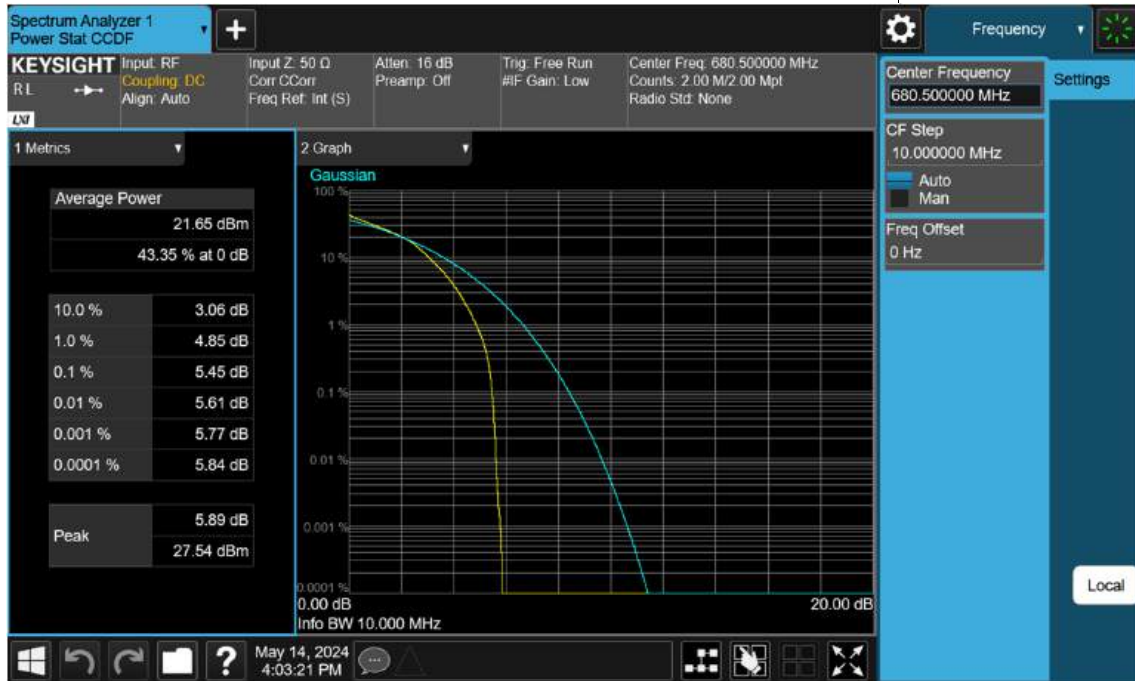 Spectrum Analyzer 1
Power Stat CCDF
+
Frequency
KEYSIGHT
RL
LXI
Input: RF
Coupling: DC
Align: Auto
Input Z: 50 Ω
Corr CCorr
Freq Ref: Int (S)
Atten: 16 dB
Preamp: Off
Trig: Free Run
#IF Gain: Low
Center Freq: 680.500000 MHz
Counts: 2.00 M/2.00 Mpt
Radio Std: None
Center Frequency
680.500000 MHz
Settings
CF Step
10.000000 MHz
Auto
Man
Freq Offset
0 Hz
1 Metrics
Average Power
21.65 dBm
43.35 % at 0 dB
10.0 % 3.06 dB
1.0 % 4.85 dB
0.1 % 5.45 dB
0.01 % 5.61 dB
0.001 % 5.77 dB
0.0001 % 5.84 dB
Peak 5.89 dB
27.54 dBm
2 Graph
Gaussian
100 %
10 %
1 %
0.1 %
0.01 %
0.001 %
0.0001 %
0.00 dB 20.00 dB
Info BW 10.000 MHz
Local
?
May 14, 2024
4:03:21 PM